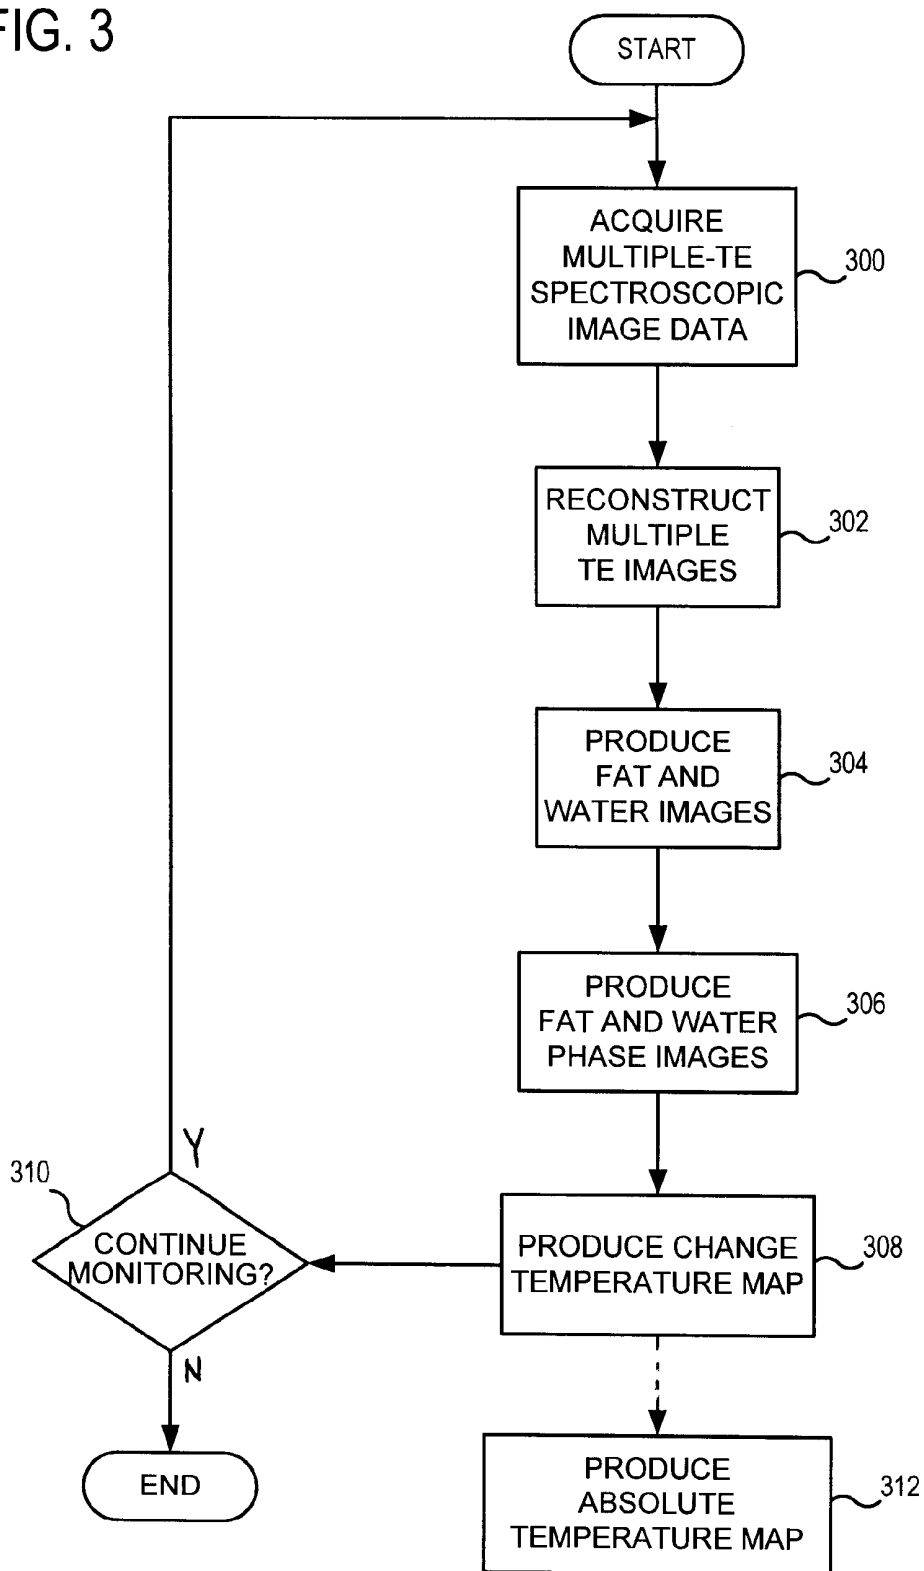 FIG. 3
START
ACQUIRE
MULTIPLE-TE
SPECTROSCOPIC
IMAGE DATA
300
RECONSTRUCT
MULTIPLE
TE IMAGES
302
PRODUCE
FAT AND
WATER IMAGES
304
PRODUCE
FAT AND WATER
PHASE IMAGES
306
Y
310
CONTINUE
MONITORING?
PRODUCE CHANGE
TEMPERATURE MAP
308
N
END
PRODUCE
ABSOLUTE
TEMPERATURE MAP
312